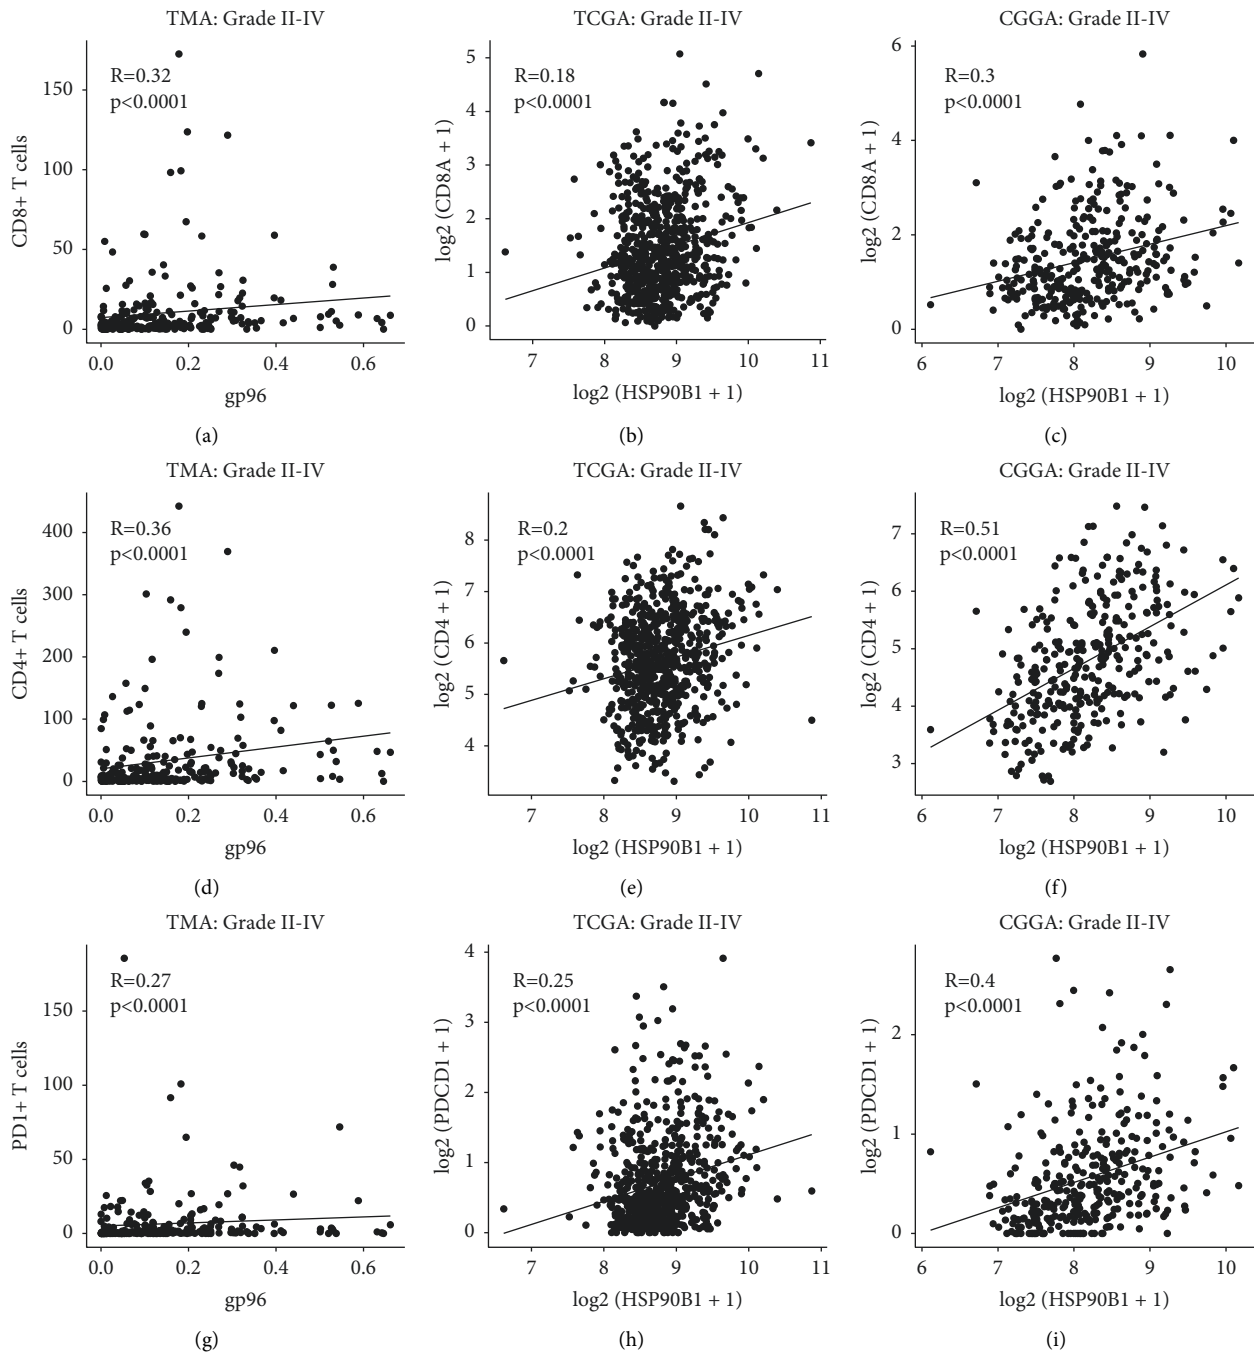 TMA: Grade II-IV
R=0.32
p<0.0001
CD8+ T cells
150
100
50
0
0.0 0.2 0.4 0.6
gp96
(a)
TCGA: Grade II-IV
R=0.18
p<0.0001
log2 (CD8A + 1)
5
4
3
2
1
0
7 8 9 10 11
log2 (HSP90B1 + 1)
(b)
CGGA: Grade II-IV
R=0.3
p<0.0001
log2 (CD8A + 1)
6
4
2
0
6 7 8 9 10
log2 (HSP90B1 + 1)
(c)
TMA: Grade II-IV
R=0.36
p<0.0001
CD4+ T cells
400
300
200
100
0
0.0 0.2 0.4 0.6
gp96
(d)
TCGA: Grade II-IV
R=0.2
p<0.0001
log2 (CD4 + 1)
8
7
6
5
4
7 8 9 10 11
log2 (HSP90B1 + 1)
(e)
CGGA: Grade II-IV
R=0.51
p<0.0001
log2 (CD4 + 1)
7
6
5
4
3
6 7 8 9 10
log2 (HSP90B1 + 1)
(f)
TMA: Grade II-IV
R=0.27
p<0.0001
PD1+ T cells
150
100
50
0
0.0 0.2 0.4 0.6
gp96
(g)
TCGA: Grade II-IV
R=0.25
p<0.0001
log2 (PDCD1 + 1)
4
3
2
1
0
7 8 9 10 11
log2 (HSP90B1 + 1)
(h)
CGGA: Grade II-IV
R=0.4
p<0.0001
log2 (PDCD1 + 1)
2
1
0
6 7 8 9 10
log2 (HSP90B1 + 1)
(i)